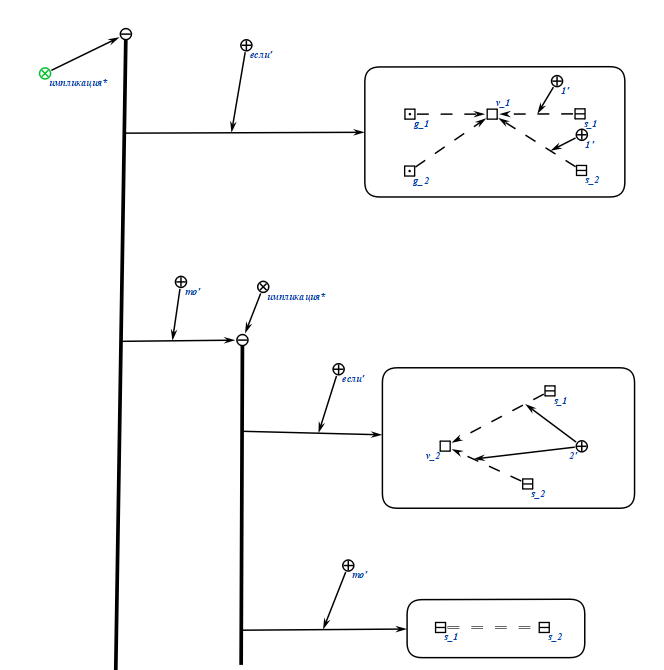 если'
импликация*
v_1
1'
g_1
s_1
1'
g_2
s_2
то'
импликация*
если'
s_1
v_2
2'
s_2
то'
s_1
s_2